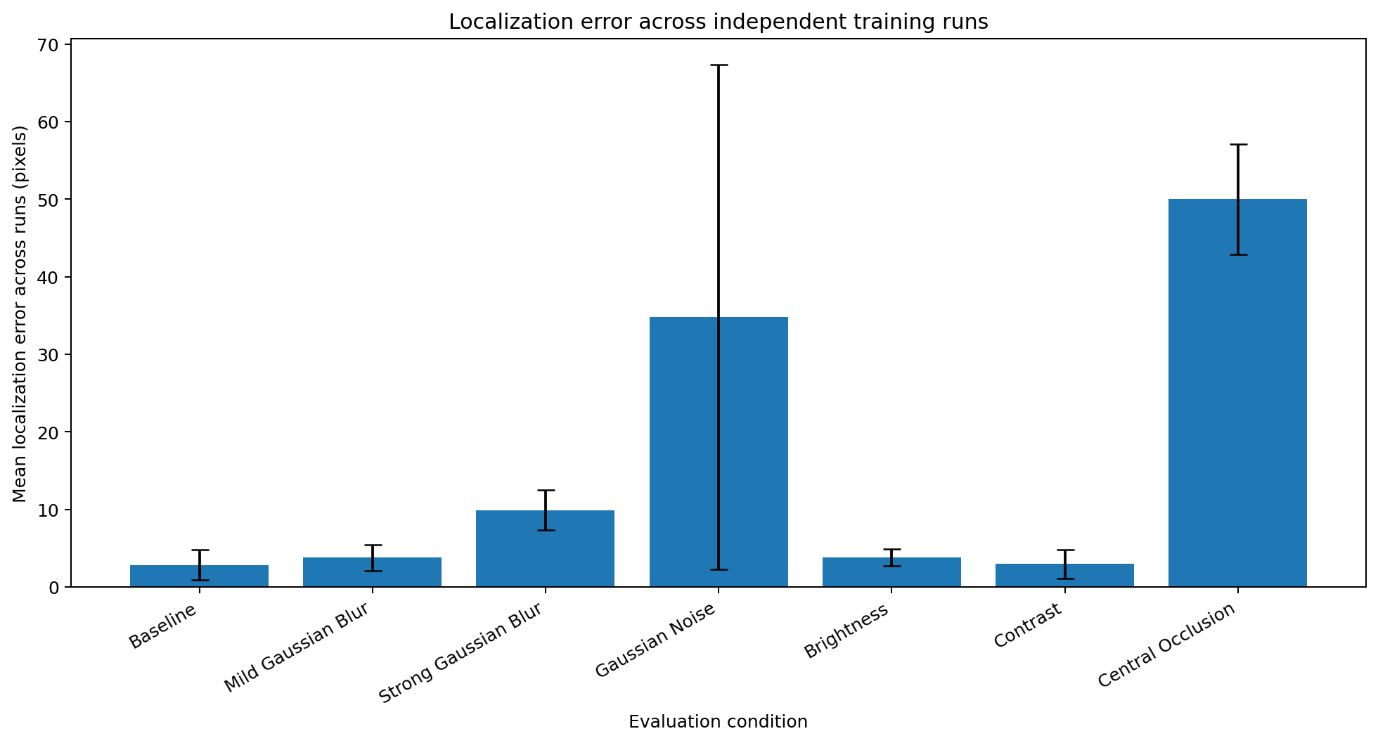 Localization error across independent training runs
Mean localization error across runs (pixels)
70
60
50
40
30
20
10
0
Baseline
Mild Gaussian Blur
Strong Gaussian Blur
Gaussian Noise
Brightness
Contrast
Central Occlusion
Evaluation condition